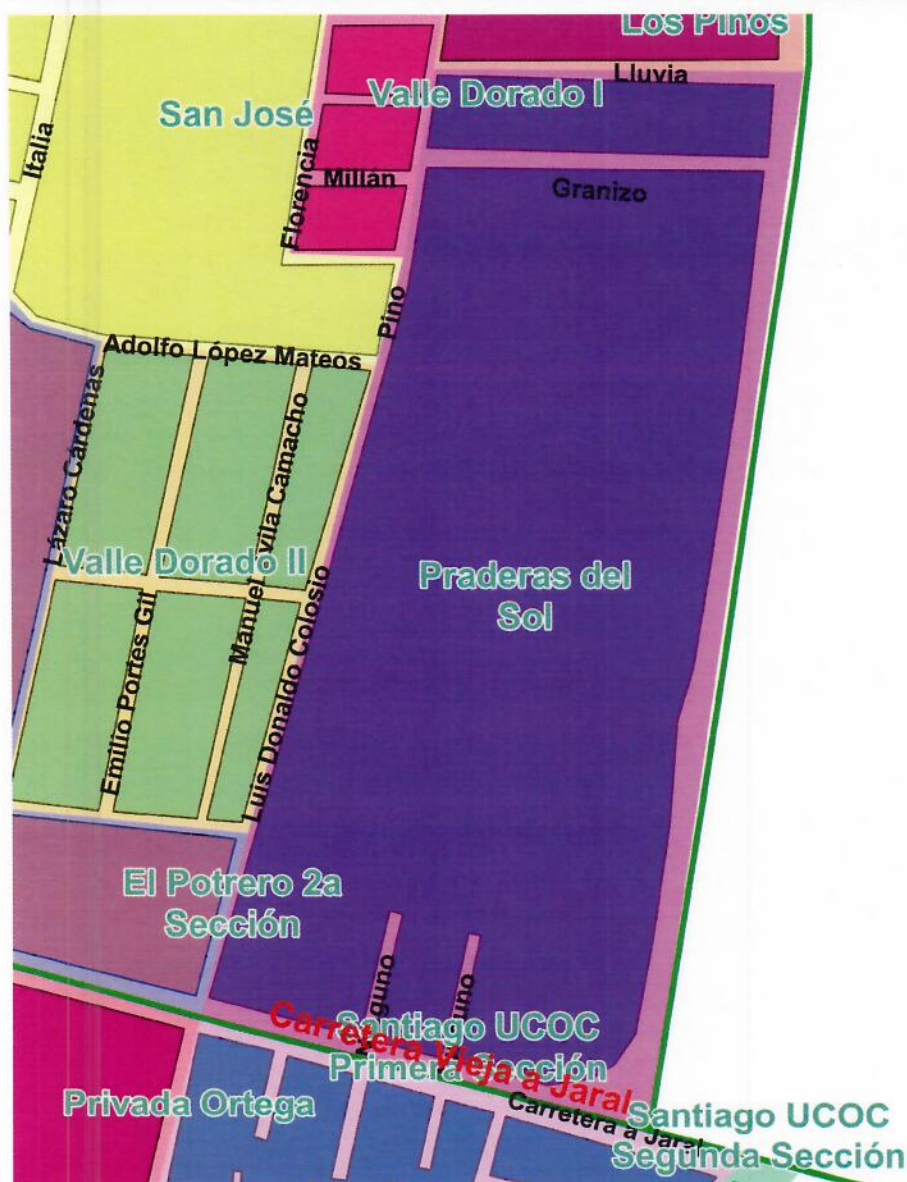 Los Pinos
Lluvia
Valle Dorado I
San José
Italia
Florencia
Millán
Granizo
Pino
Adolfo López Mateos
Lázaro Cárdenas
Manuel vila Camacho
Valle Dorado II
Praderas del
Sol
Emilio Portes Gil
Luis Donaldo Colosio
El Potrero 2a
Sección
Carretera Vieja a Jaral
Santiago UCOC
Primera Sección
Privada Ortega
Carretera a Jaral
Santiago UCOC
Segunda Sección